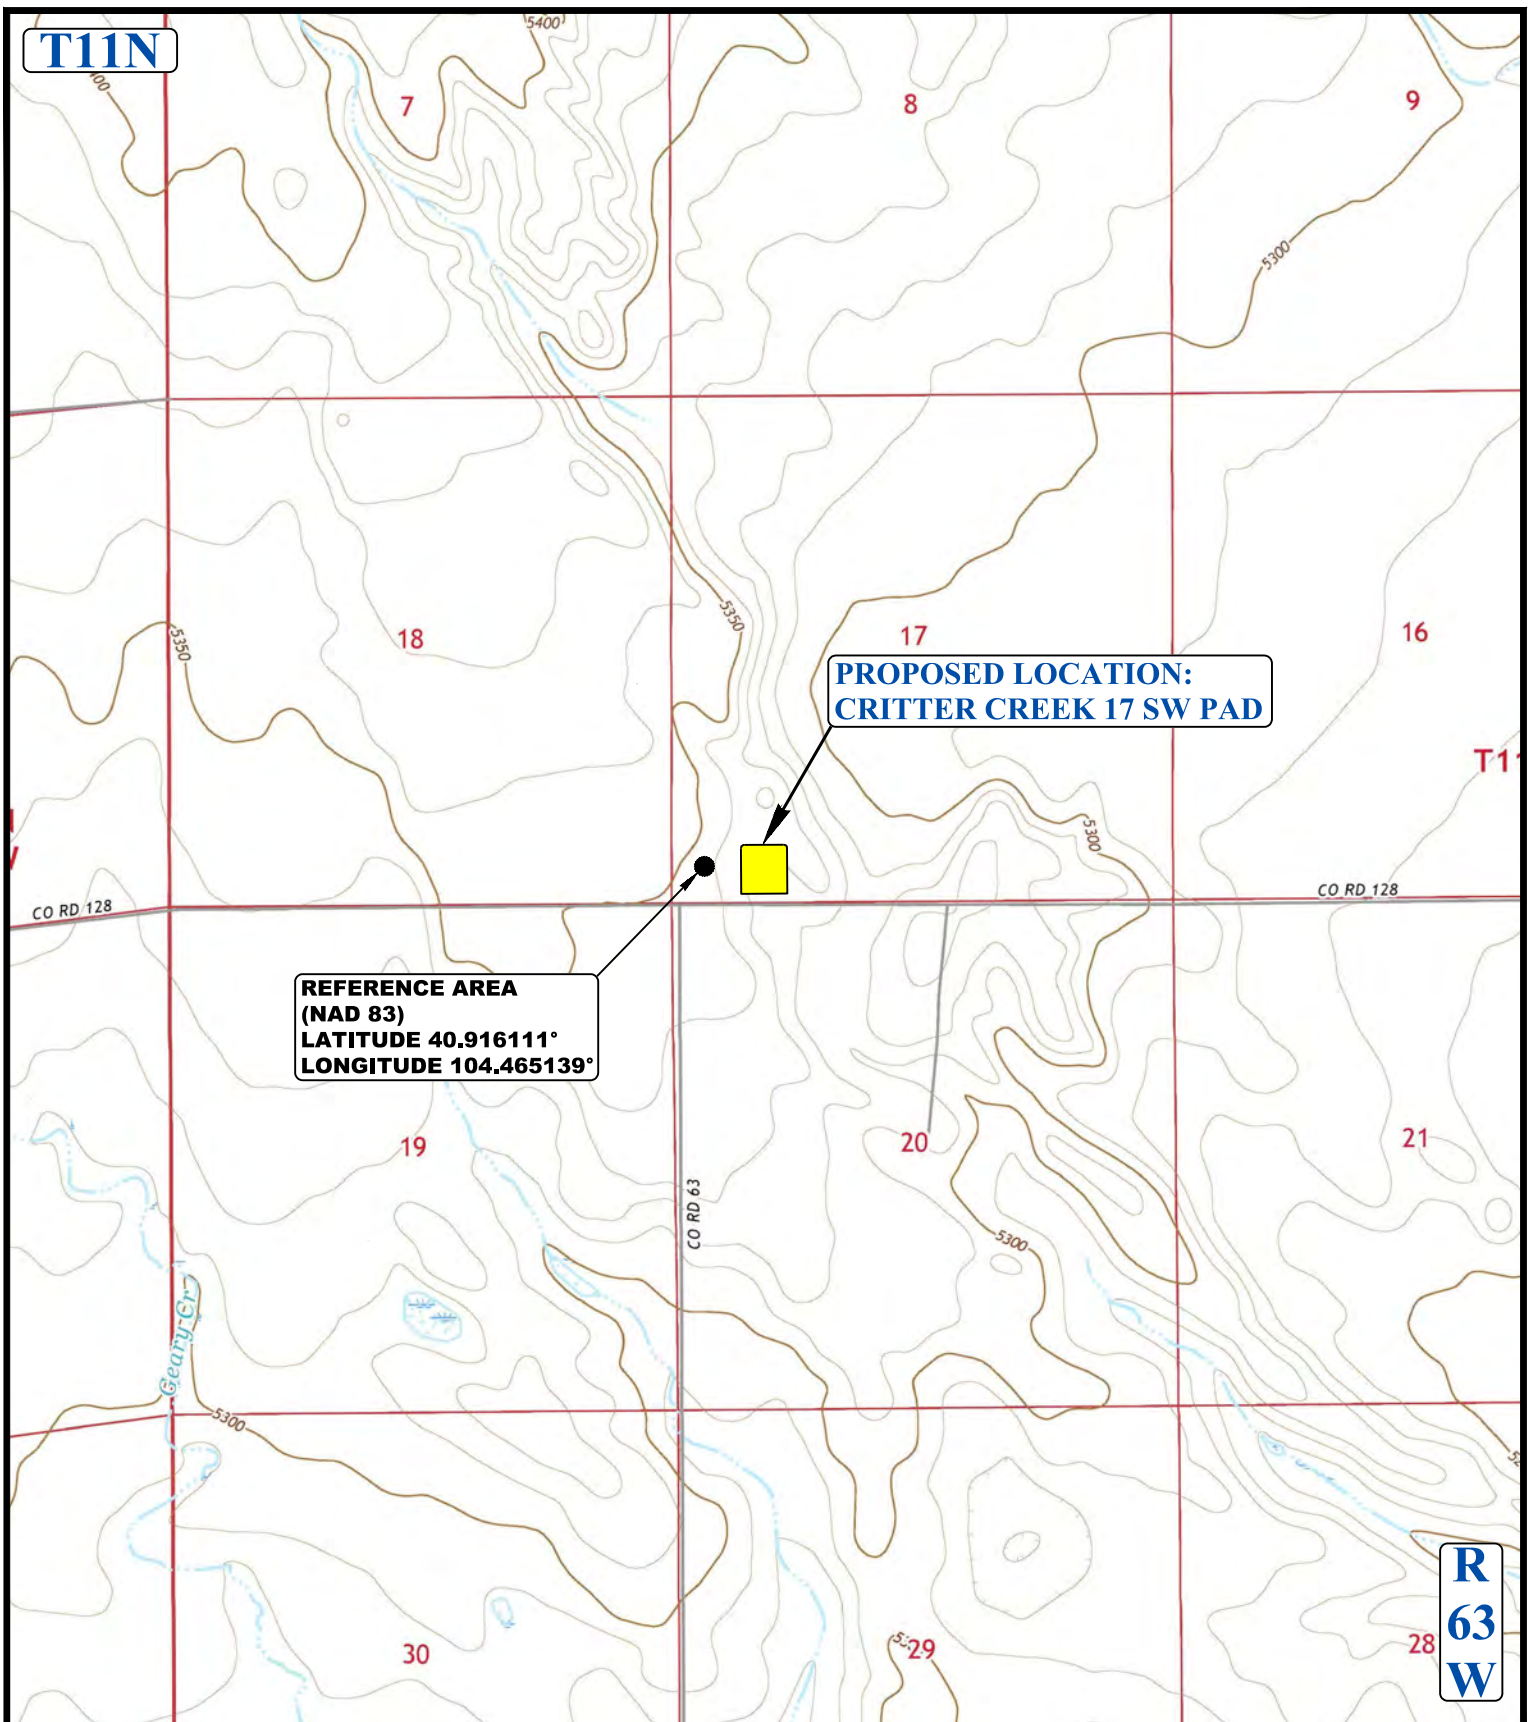 T11N
5400
7
8
9
5300
5350
5350
18
17
16
PROPOSED LOCATION:
CRITTER CREEK 17 SW PAD
T11
5300
CO RD 128
CO RD 128
REFERENCE AREA
(NAD 83)
LATITUDE 40.916111°
LONGITUDE 104.465139°
19
20
21
CO RD 63
5300
Geary Cr
5300
R
63
W
30
29
28